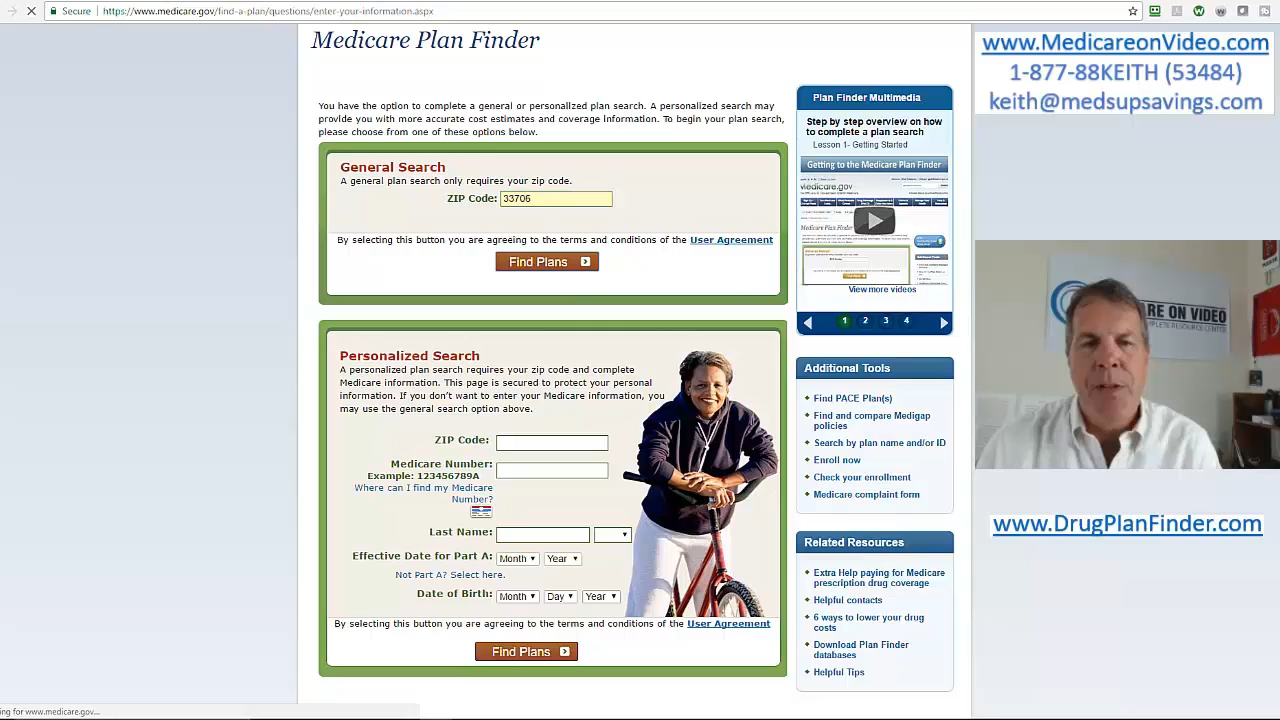 Secure
https://www.medicare.gov/find-a-plan/questions/enter-your-information.aspx
Medicare Plan Finder
You have the option to complete a general or personalized plan search. A personalized search may
provide you with more accurate cost estimates and coverage information. To begin your plan search,
please choose from one of these options below.
General Search
A general plan search only requires your zip code.
ZIP Code: 33706
By selecting this button you are agreeing to the terms and conditions of the User Agreement
Find Plans
Personalized Search
A personalized plan search requires your zip code and complete
Medicare information. This page is secured to protect your personal
information. If you don't want to enter your Medicare information, you
may use the general search option above.
ZIP Code:
Medicare Number:
Example: 123456789A
Where can I find my Medicare
Number?
Last Name:
Effective Date for Part A: Month Year
Not Part A? Select here.
Date of Birth: Month Day Year
By selecting this button you are agreeing to the terms and conditions of the User Agreement
Find Plans
Plan Finder Multimedia
Step by step overview on how
to complete a plan search
Lesson 1- Getting Started
Getting to the Medicare Plan Finder
View more videos
1 2 3 4
Additional Tools
Find PACE Plan(s)
Find and compare Medigap
policies
Search by plan name and/or ID
Enroll now
Check your enrollment
Medicare complaint form
Related Resources
Extra Help paying for Medicare
prescription drug coverage
Helpful contacts
6 ways to lower your drug
costs
Download Plan Finder
databases
Helpful Tips
www.MedicareonVideo.com
1-877-88KEITH (53484)
keith@medsupsavings.com
www.DrugPlanFinder.com
for www.medicare.gov...